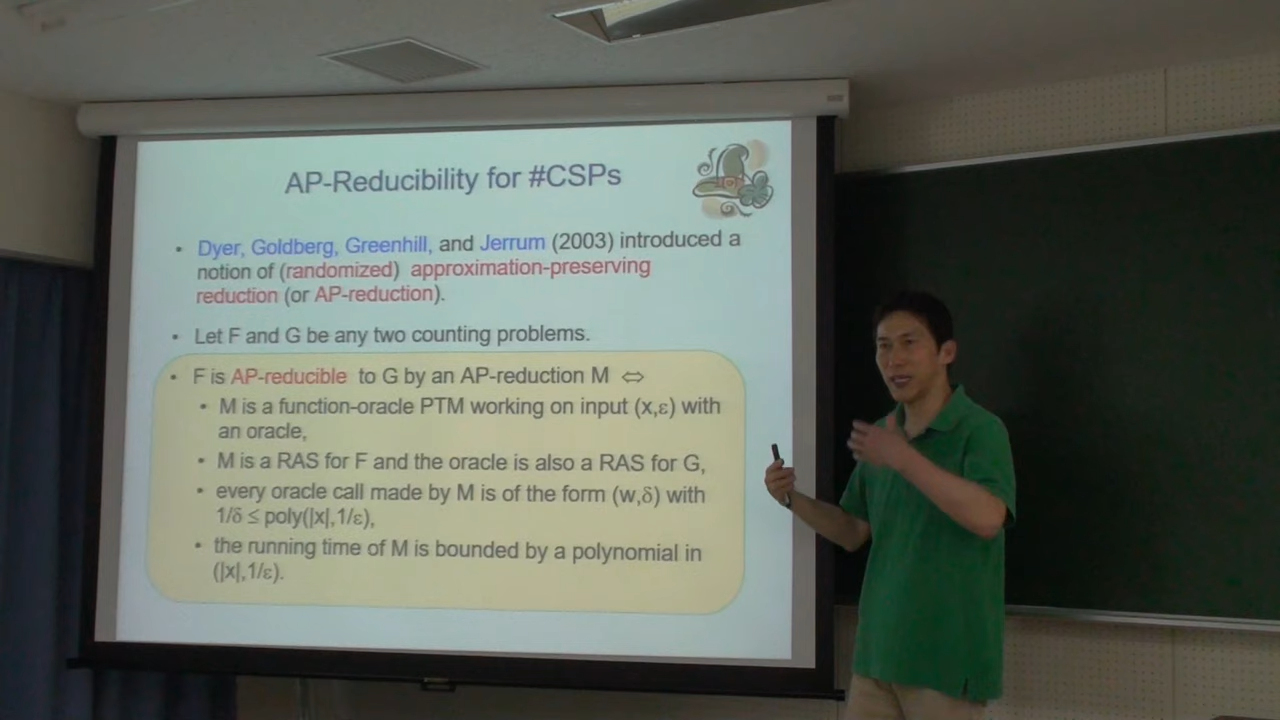 AP-Reducibility for #CSPs
• Dyer, Goldberg, Greenhill, and Jerrum (2003) introduced a
notion of (randomized) approximation-preserving
reduction (or AP-reduction).
• Let F and G be any two counting problems.
• F is AP-reducible to G by an AP-reduction M ⇔
• M is a function-oracle PTM working on input (x,ε) with
an oracle,
• M is a RAS for F and the oracle is also a RAS for G,
• every oracle call made by M is of the form (w,δ) with
1/δ ≤ poly(|x|,1/ε),
• the running time of M is bounded by a polynomial in
(|x|,1/ε).